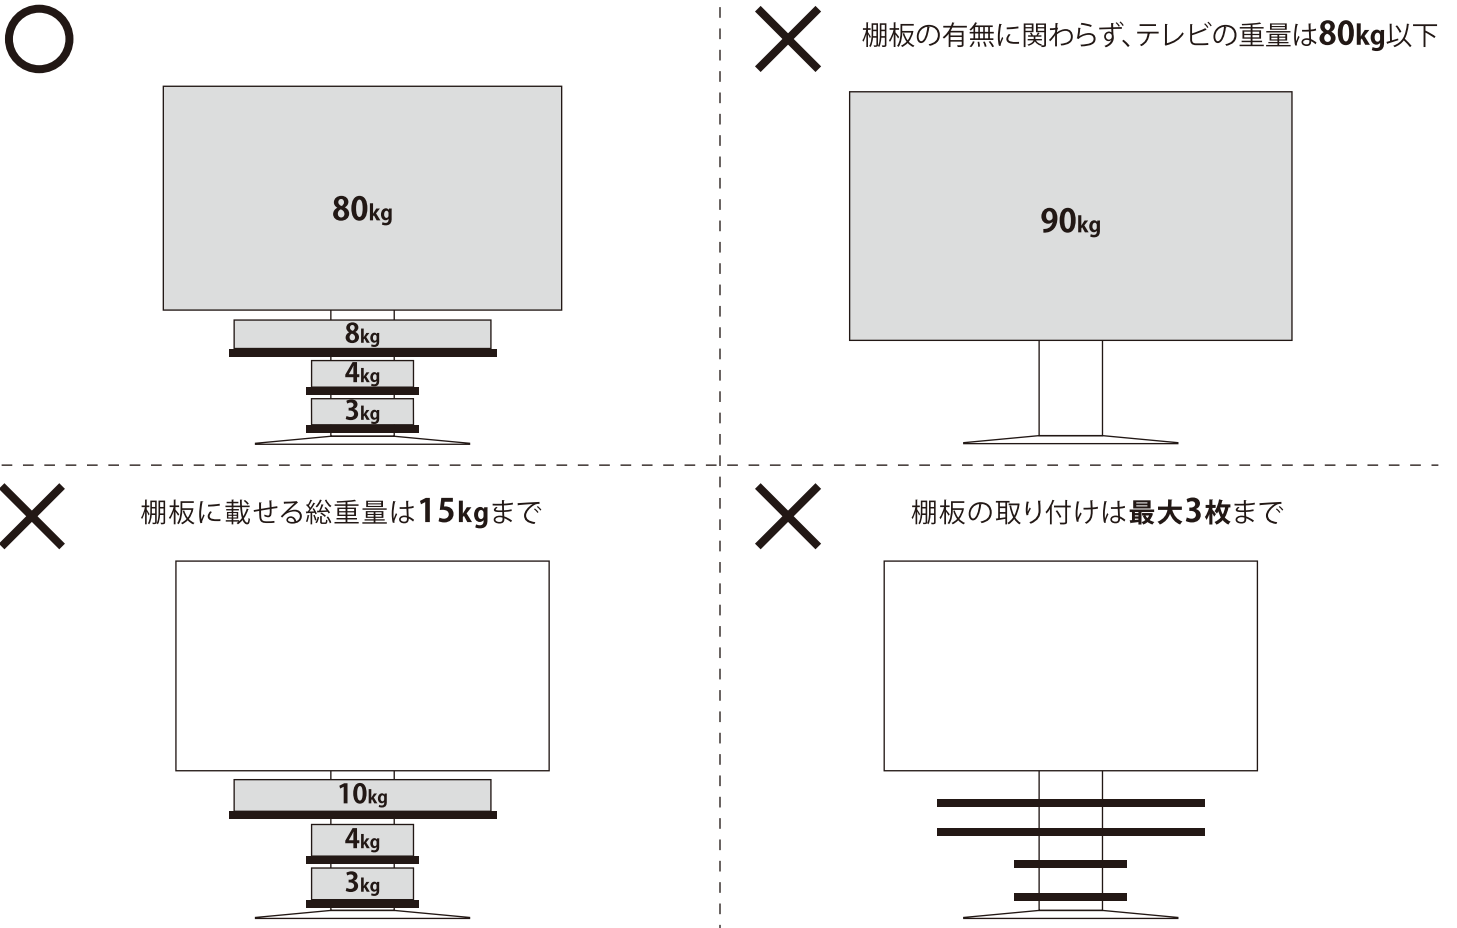 80kg
8kg
4kg
3kg
棚板の有無に関わらず、テレビの重量は80kg以下
90kg
棚板に載せる総重量は15kgまで
10kg
4kg
3kg
棚板の取り付けは最大3枚まで